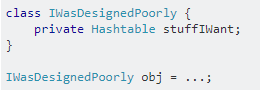 class IWasDesignedPoorly {
    private Hashtable stuffIWant;
}
IWasDesignedPoorly obj = ...;